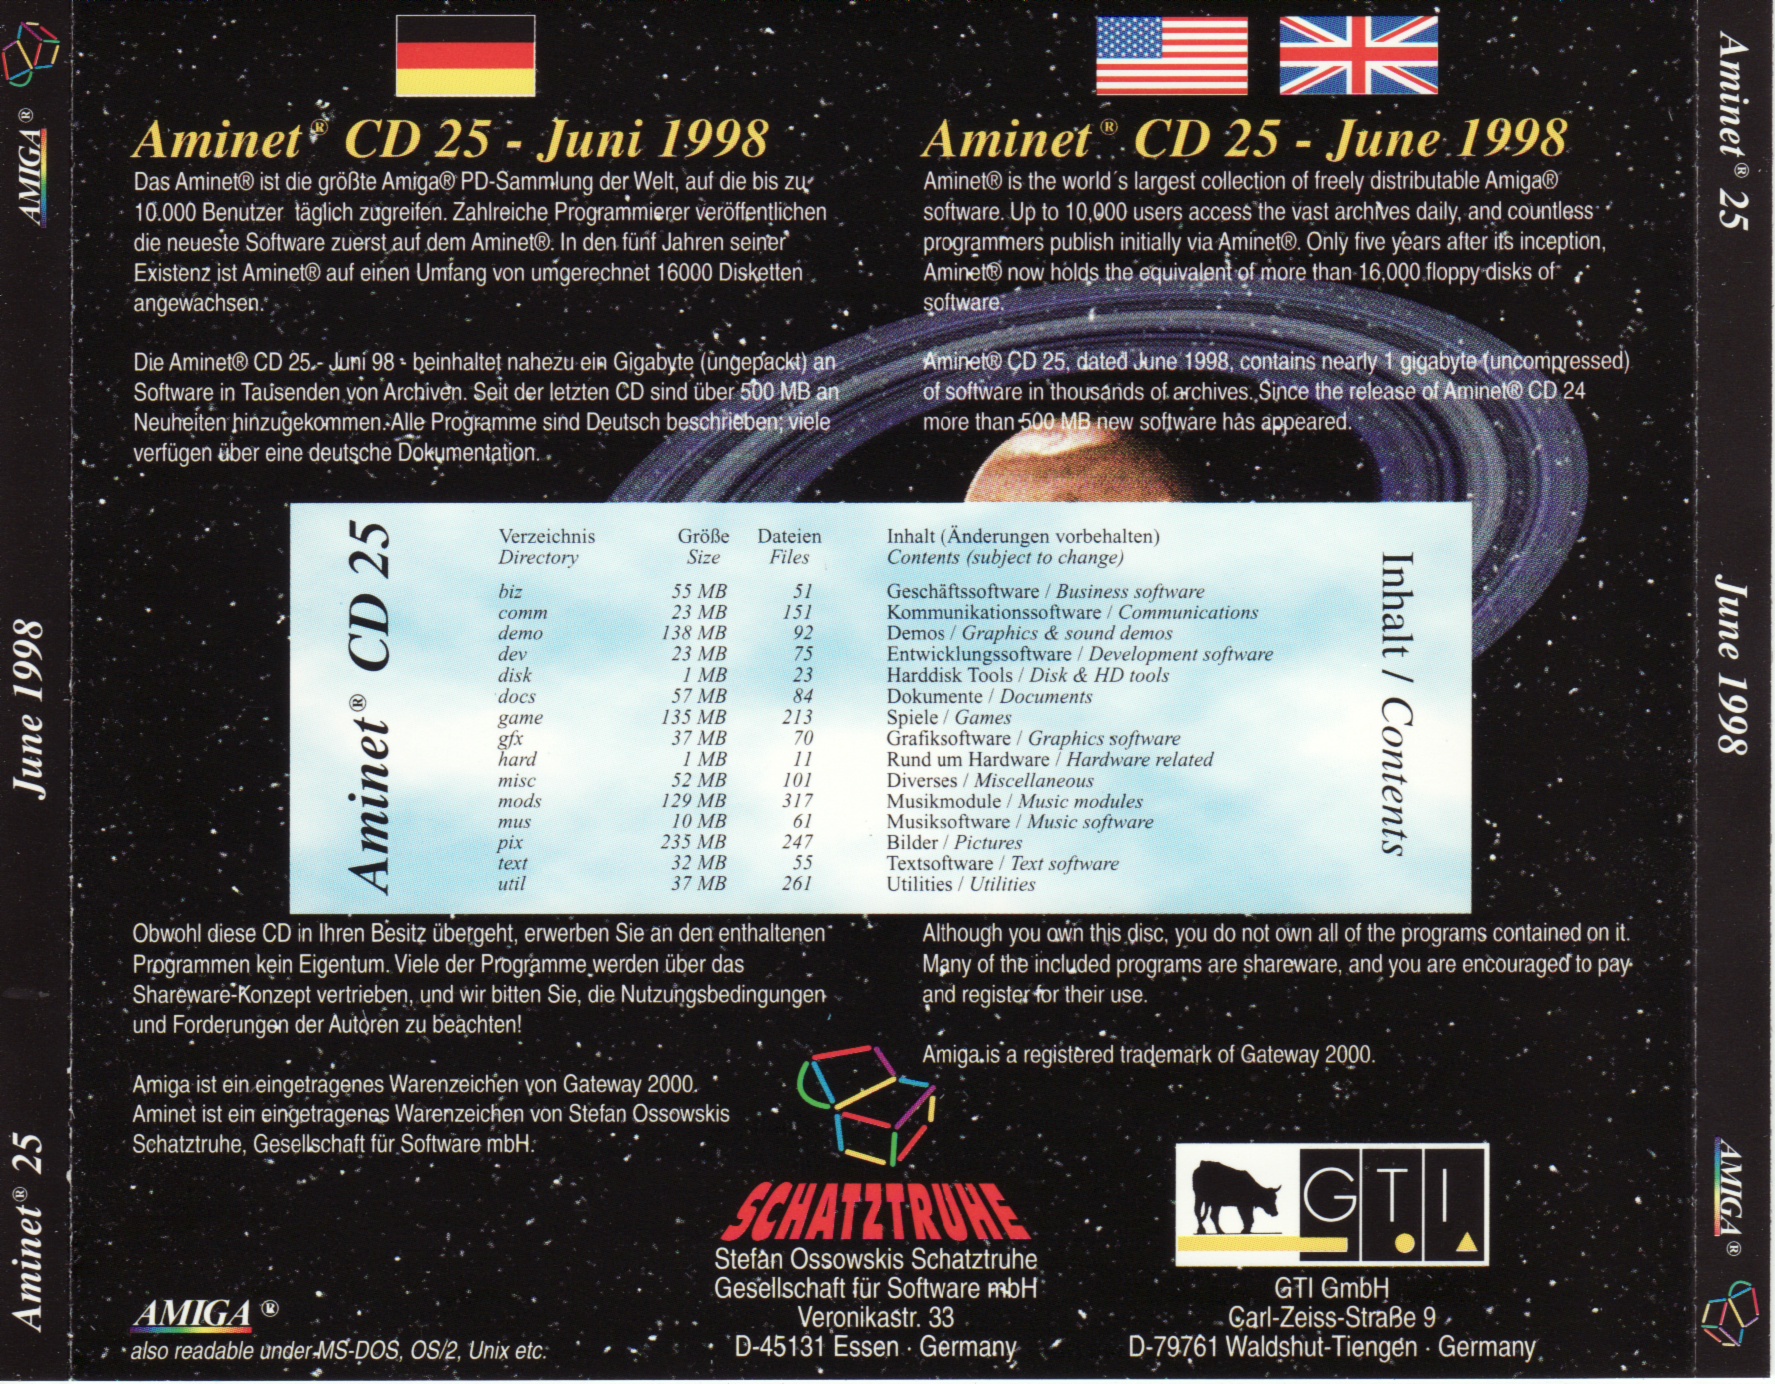 Aminet® CD 25 - Juni 1998
Das Aminet® ist die größte Amiga® PD-Sammlung der Welt, auf die bis zu
10.000 Benutzer täglich zugreifen. Zahlreiche Programmierer veröffentlichen
die neueste Software zuerst auf dem Aminet®. In den fünf Jahren seiner
Existenz ist Aminet® auf einen Umfang von umgerechnet 16000 Disketten
angewachsen.
Die Aminet® CD 25 - Juni 98 - beinhaltet nahezu ein Gigabyte (ungepackt) an
Software in Tausenden von Archiven. Seit der letzten CD sind über 500 MB an
Neuheiten hinzugekommen. Alle Programme sind Deutsch beschrieben; viele
verfügen über eine deutsche Dokumentation.
Aminet® CD 25 - June 1998
Aminet® is the world´s largest collection of freely distributable Amiga®
software. Up to 10,000 users access the vast archives daily, and countless
programmers publish initially via Aminet®. Only five years after its inception,
Aminet® now holds the equivalent of more than 16,000 floppy disks of
software.
Aminet® CD 25, dated June 1998, contains nearly 1 gigabyte (uncompressed)
of software in thousands of archives. Since the release of Aminet® CD 24
more than 500 MB new software has appeared.
Aminet® CD 25
Verzeichnis Größe Dateien Inhalt (Änderungen vorbehalten)
Directory Size Files Contents (subject to change)
biz 55 MB 51 Geschäftssoftware / Business software
comm 23 MB 151 Kommunikationssoftware / Communications
demo 138 MB 92 Demos / Graphics & sound demos
dev 23 MB 75 Entwicklungssoftware / Development software
disk 1 MB 23 Harddisk Tools / Disk & HD tools
docs 57 MB 84 Dokumente / Documents
game 135 MB 213 Spiele / Games
gfx 37 MB 70 Grafiksoftware / Graphics software
hard 1 MB 11 Rund um Hardware / Hardware related
misc 52 MB 101 Diverses / Miscellaneous
mods 129 MB 317 Musikmodule / Music modules
mus 10 MB 61 Musiksoftware / Music software
pix 235 MB 247 Bilder / Pictures
text 32 MB 55 Textsoftware / Text software
util 37 MB 261 Utilities / Utilities
Inhalt / Contents
Obwohl diese CD in Ihren Besitz übergeht, erwerben Sie an den enthaltenen
Programmen kein Eigentum. Viele der Programme werden über das
Shareware-Konzept vertrieben, und wir bitten Sie, die Nutzungsbedingungen
und Forderungen der Autoren zu beachten!
Amiga ist ein eingetragenes Warenzeichen von Gateway 2000.
Aminet ist ein eingetragenes Warenzeichen von Stefan Ossowskis
Schatztruhe, Gesellschaft für Software mbH.
Although you own this disc, you do not own all of the programs contained on it.
Many of the included programs are shareware, and you are encouraged to pay
and register for their use.
Amiga is a registered trademark of Gateway 2000.
AMIGA®
also readable under MS-DOS, OS/2, Unix etc.
SCHATZTRUHE
Stefan Ossowskis Schatztruhe
Gesellschaft für Software mbH
Veronikastr. 33
D-45131 Essen · Germany
GTI
GTI GmbH
Carl-Zeiss-Straße 9
D-79761 Waldshut-Tiengen · Germany
Aminet® 25 June 1998 AMIGA®
Aminet® 25 June 1998 AMIGA®